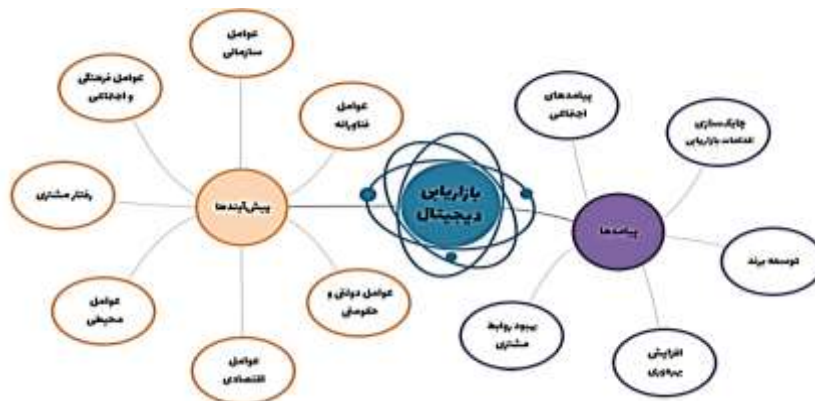 عوامل
سازمانی
عوامل فرهنگی
و اجتماعی
عوامل
فناورانه
رفتار مشتری
پیش‌آیندها
عوامل
محیطی
عوامل
اقتصادی
عوامل دولتی و
حکومتی
بازاریابی
دیجیتال
پیامدهای
اجتماعی
چابک‌سازی
اقدامات بازاریابی
پیامدها
توسعه برند
بهبود روابط
مشتری
افزایش
بهره‌وری